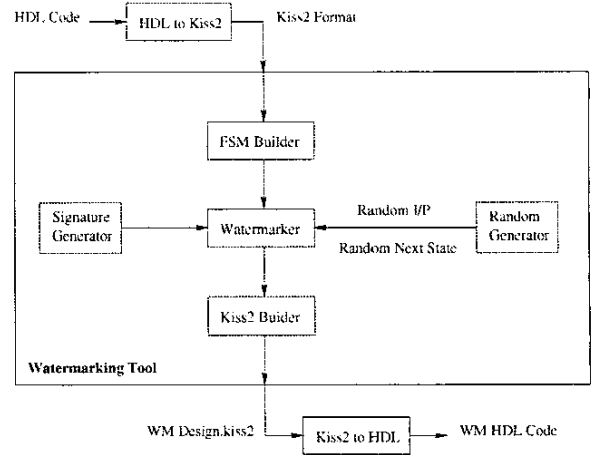 HDL Code
HDL to Kiss2
Kiss2 Format
FSM Builder
Signature
Generator
Watermarker
Random I/P
Random Next State
Random
Generator
Kiss2 Buider
Watermarking Tool
WM Design.kiss2
Kiss2 to HDL
WM HDL Code